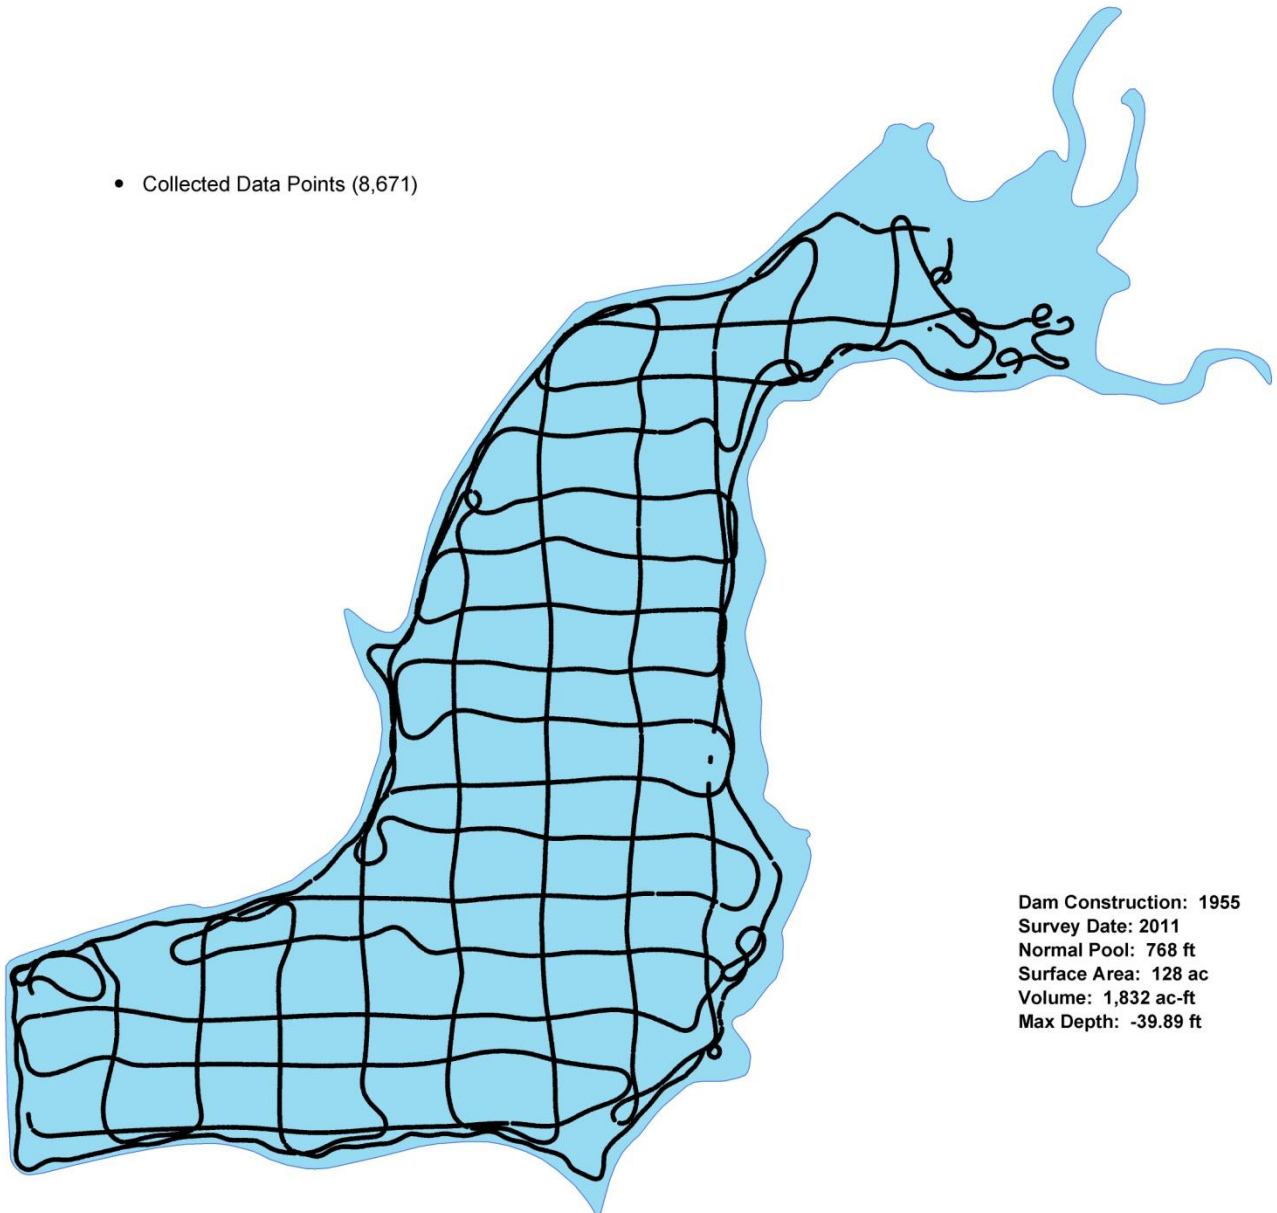 • Collected Data Points (8,671)
Dam Construction: 1955
Survey Date: 2011
Normal Pool: 768 ft
Surface Area: 128 ac
Volume: 1,832 ac-ft
Max Depth: -39.89 ft